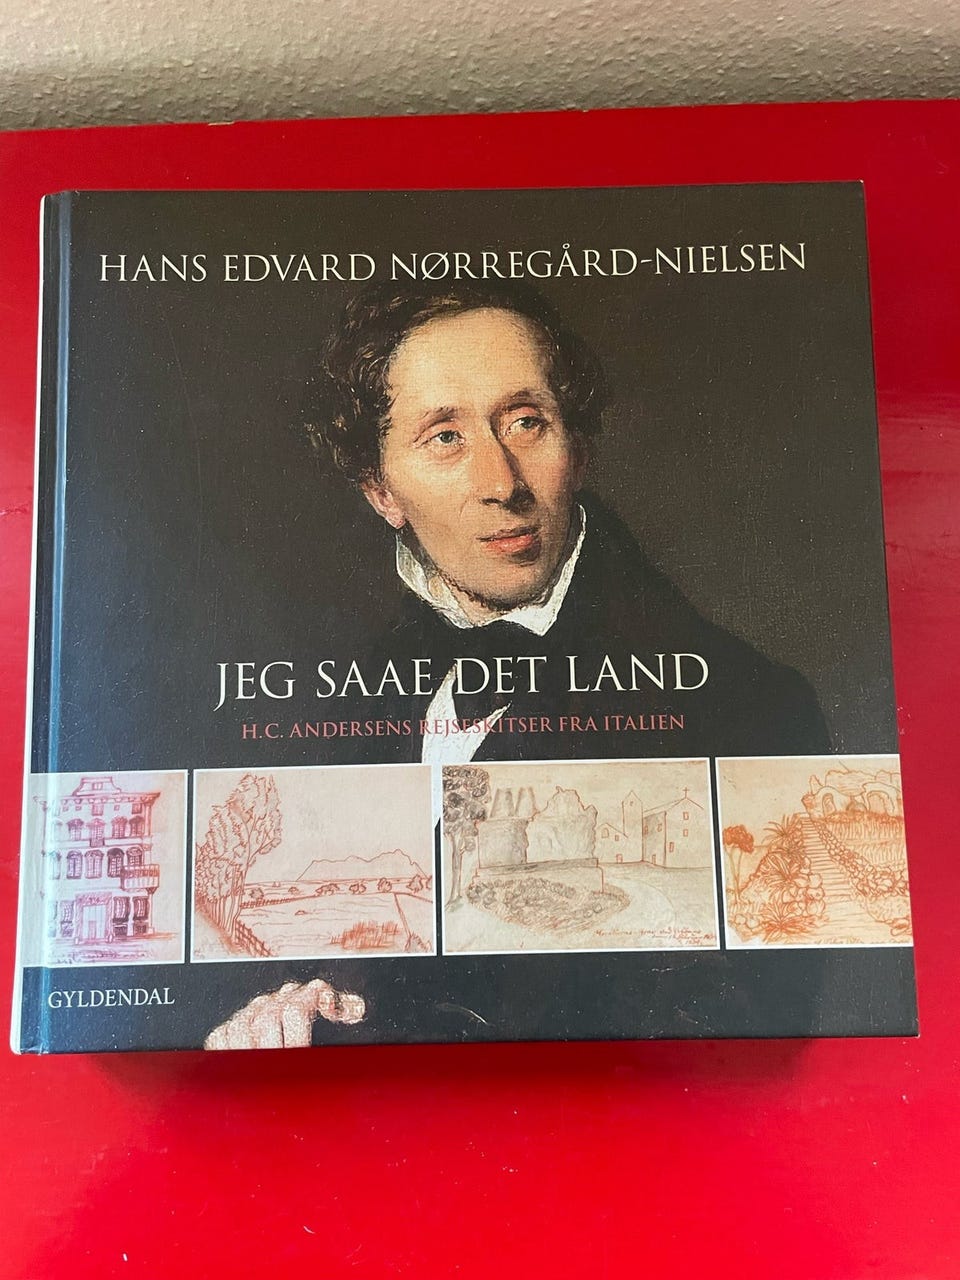 HANS EDVARD NØRREGÅRD-NIELSEN
JEG SAAE DET LAND
H.C. ANDERSENS REJSESKITSER FRA ITALIEN
GYLDENDAL